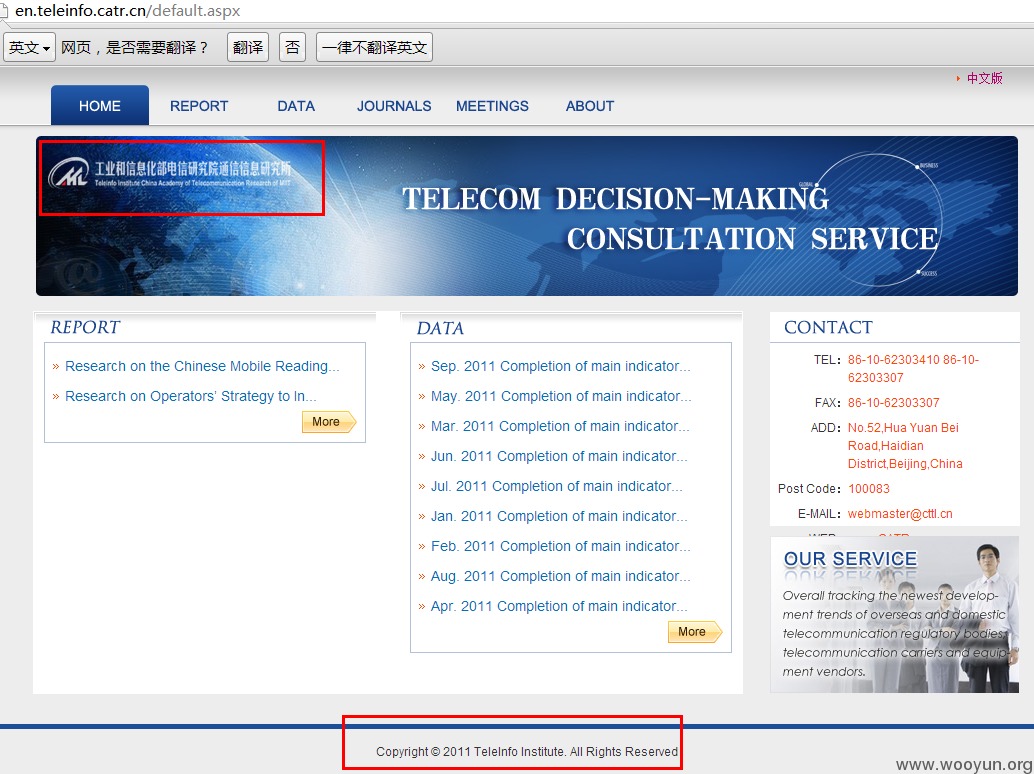 en.teleinfo.catr.cn/default.aspx
英文 网页，是否需要翻译？ 翻译 否 一律不翻译英文
中文版
HOME REPORT DATA JOURNALS MEETINGS ABOUT
工业和信息化部电信研究院通信信息研究所
Teleinfo Institute China Academy of Telecommunication Research of MIIT
BUSINESS
GLOBAL
TELECOM DECISION-MAKING
CONSULTATION SERVICE
SUCCESS
REPORT
» Research on the Chinese Mobile Reading...
» Research on Operators' Strategy to In...
More
DATA
» Sep. 2011 Completion of main indicator...
» May. 2011 Completion of main indicator...
» Mar. 2011 Completion of main indicator...
» Jun. 2011 Completion of main indicator...
» Jul. 2011 Completion of main indicator...
» Jan. 2011 Completion of main indicator...
» Feb. 2011 Completion of main indicator...
» Aug. 2011 Completion of main indicator...
» Apr. 2011 Completion of main indicator...
More
CONTACT
TEL： 86-10-62303410 86-10-
62303307
FAX： 86-10-62303307
ADD： No.52,Hua Yuan Bei
Road,Haidian
District,Beijing,China
Post Code： 100083
E-MAIL： webmaster@cttl.cn
OUR SERVICE
Overall tracking the newest develop-
ment trends of overseas and domestic
telecommunication regulatory bodies,
telecommunication carriers and equip-
ment vendors.
Copyright © 2011 TeleInfo Institute. All Rights Reserved
www.wooyun.org